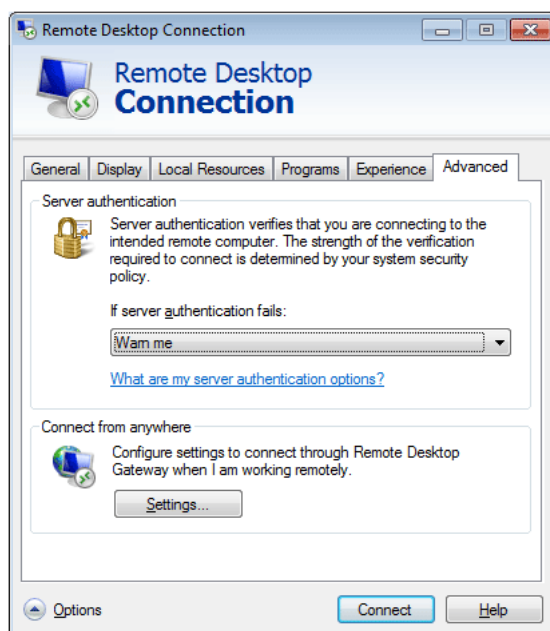 Remote Desktop Connection
Remote Desktop
Connection
General Display Local Resources Programs Experience Advanced
Server authentication
Server authentication verifies that you are connecting to the
intended remote computer. The strength of the verification
required to connect is determined by your system security
policy.
If server authentication fails:
Warn me
What are my server authentication options?
Connect from anywhere
Configure settings to connect through Remote Desktop
Gateway when I am working remotely.
Settings...
Options Connect Help